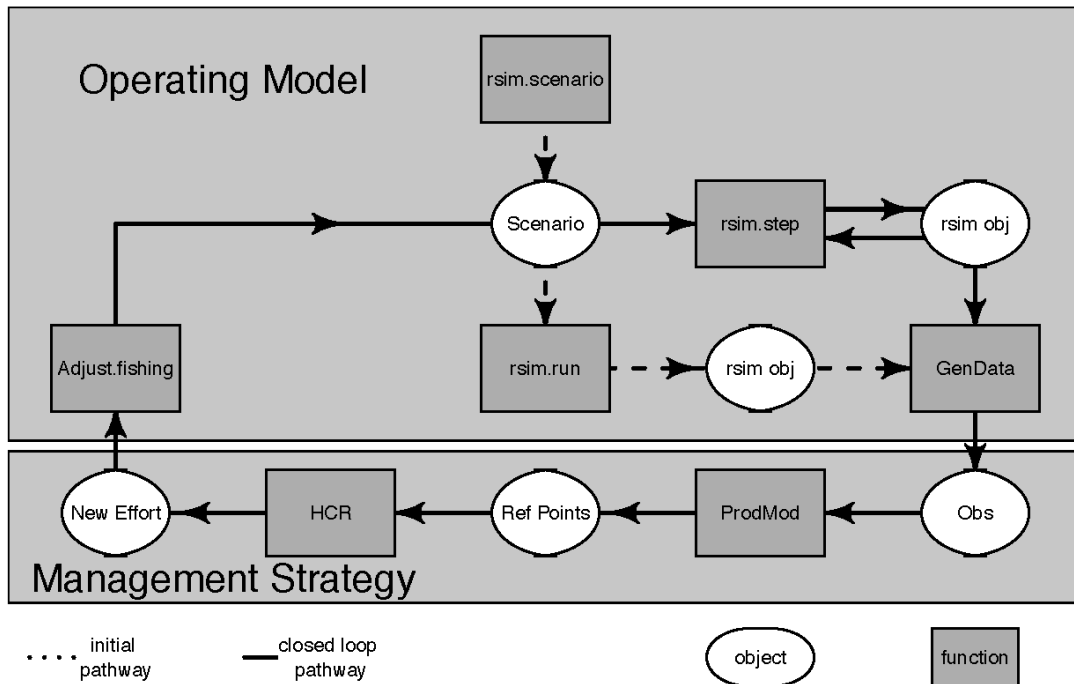 Operating Model
rsim.scenario
Scenario
rsim.step
rsim obj
Adjust.fishing
rsim.run
rsim obj
GenData
New Effort
HCR
Ref Points
ProdMod
Obs
Management Strategy
initial
pathway
closed loop
pathway
object
function